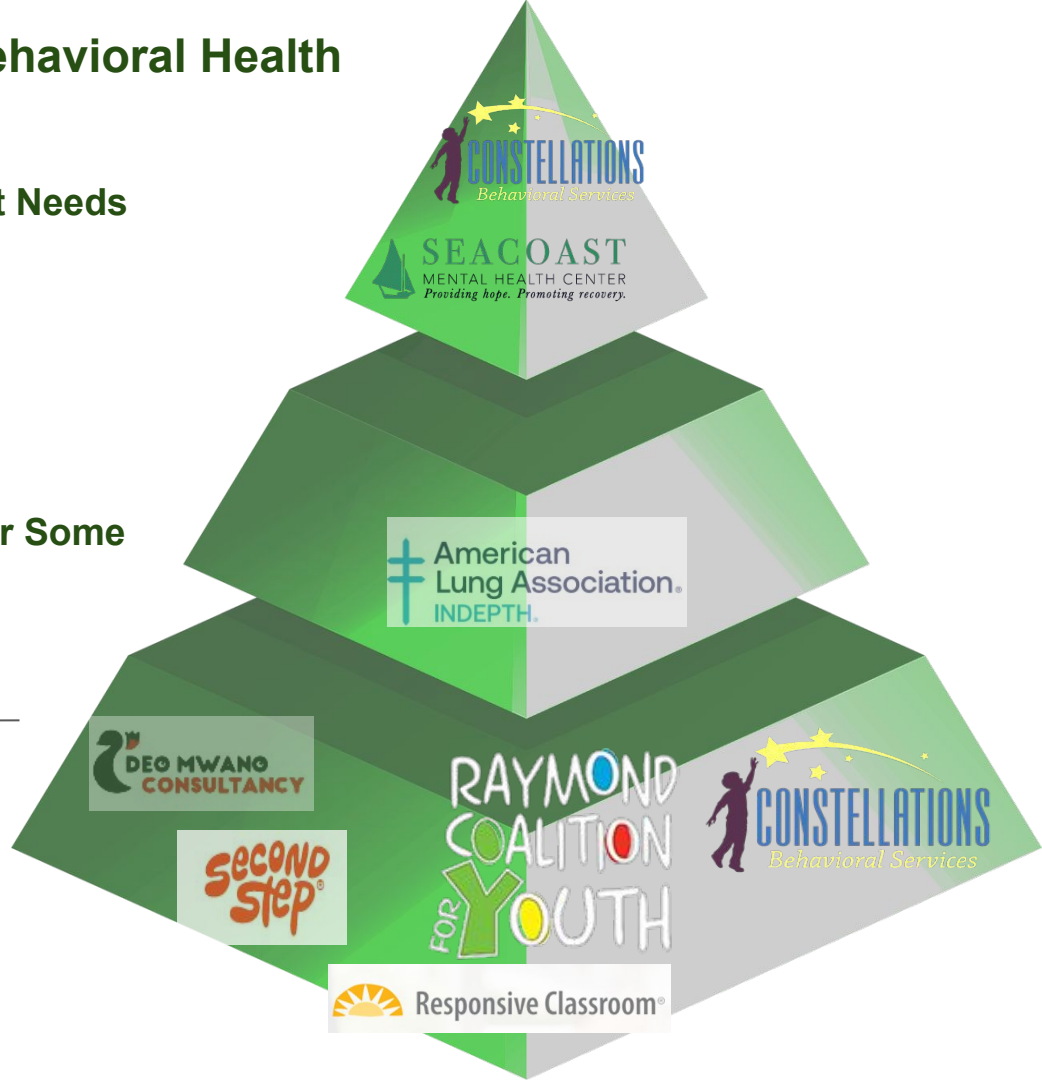 ehavioral Health
CONSTELLATIONS
Behavioral Services
t Needs
SEACOAST
MENTAL HEALTH CENTER
Providing hope. Promoting recovery.
r Some
American
Lung Association®
INDEPTH®
DEO MWANO
CONSULTANCY
SECOND
STEP®
RAYMOND
COALITION
FOR YOUTH
CONSTELLATIONS
Behavioral Services
Responsive Classroom®